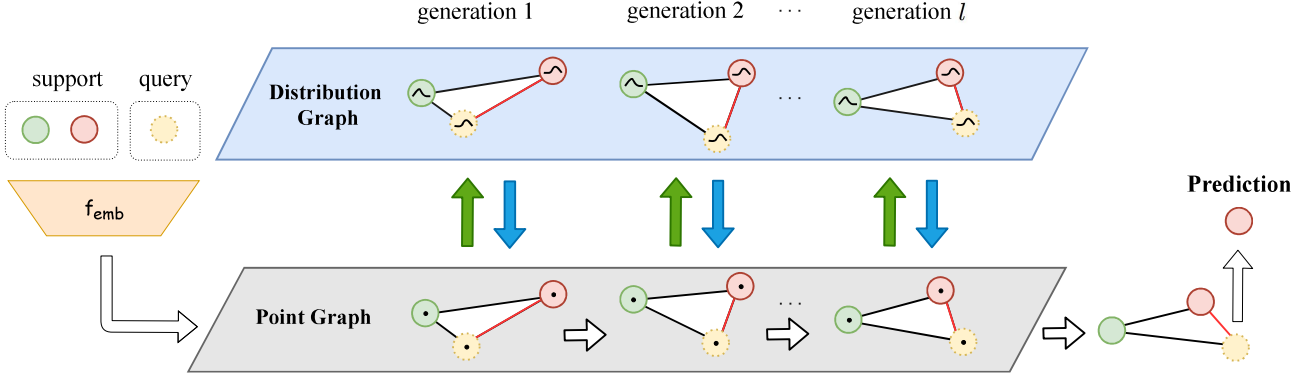 generation 1
generation 2
···
generation l
support
query
Distribution
Graph
···
f_emb
Prediction
Point Graph
···